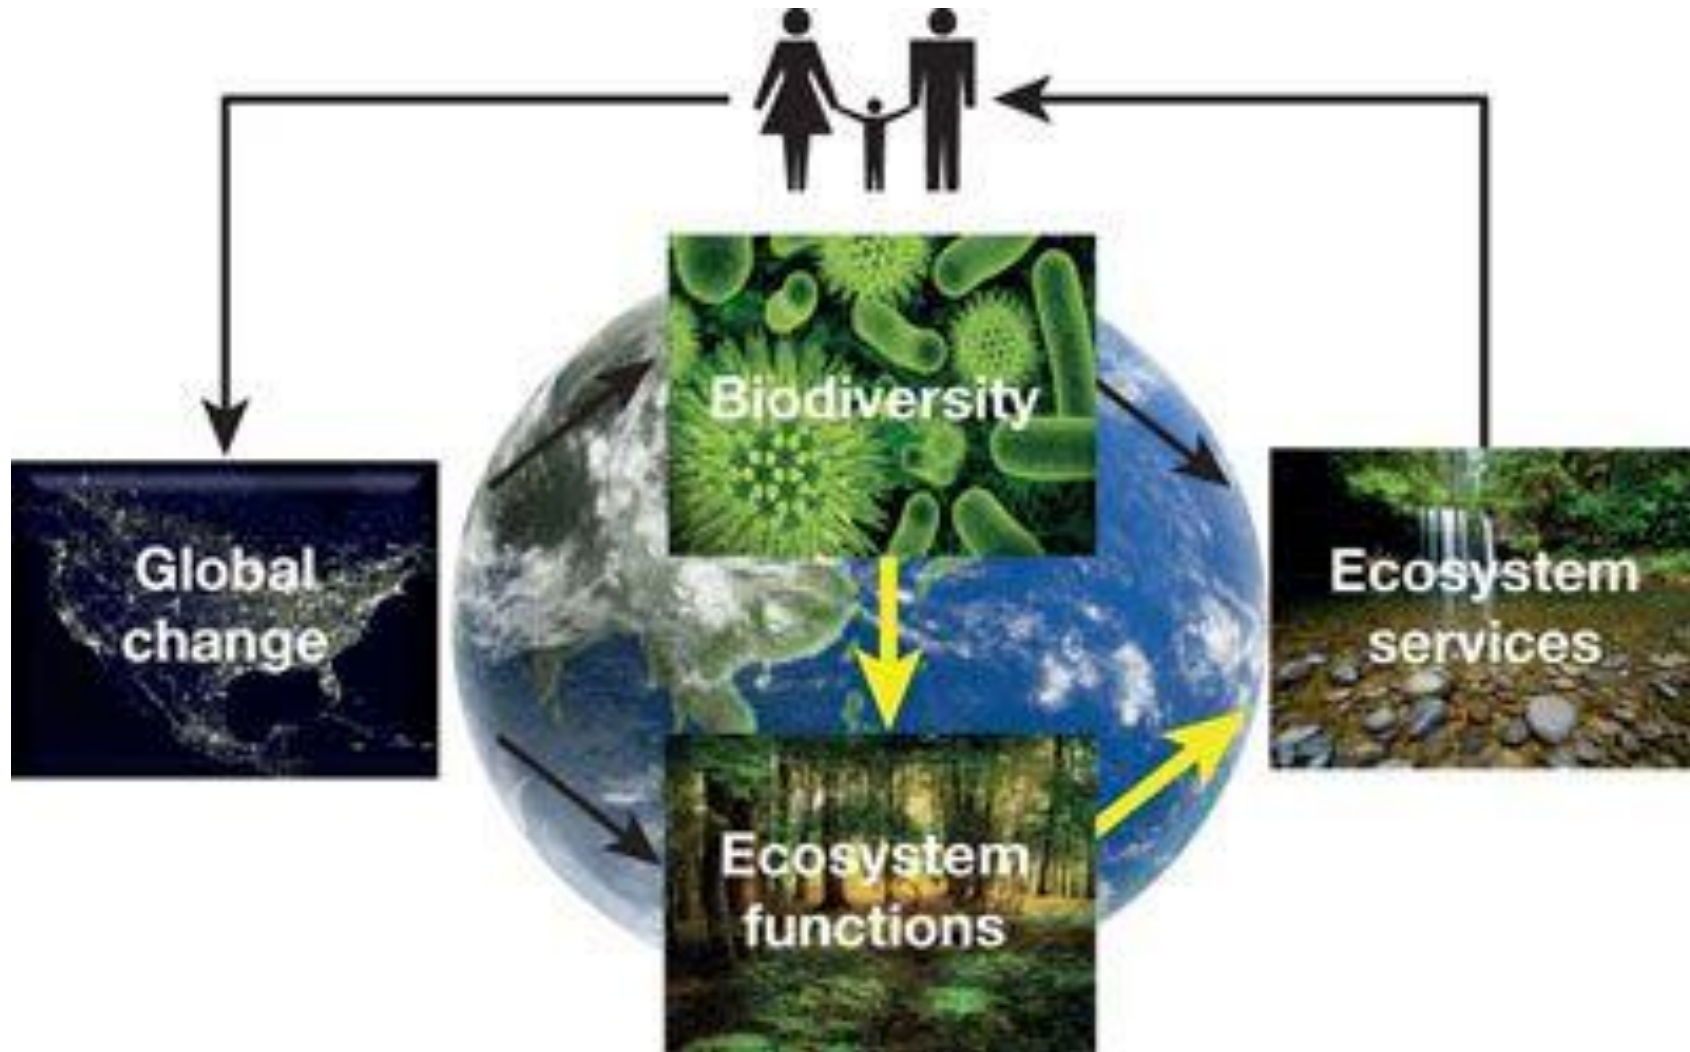 Biodiversity
Global
change
Ecosystem
services
Ecosystem
functions